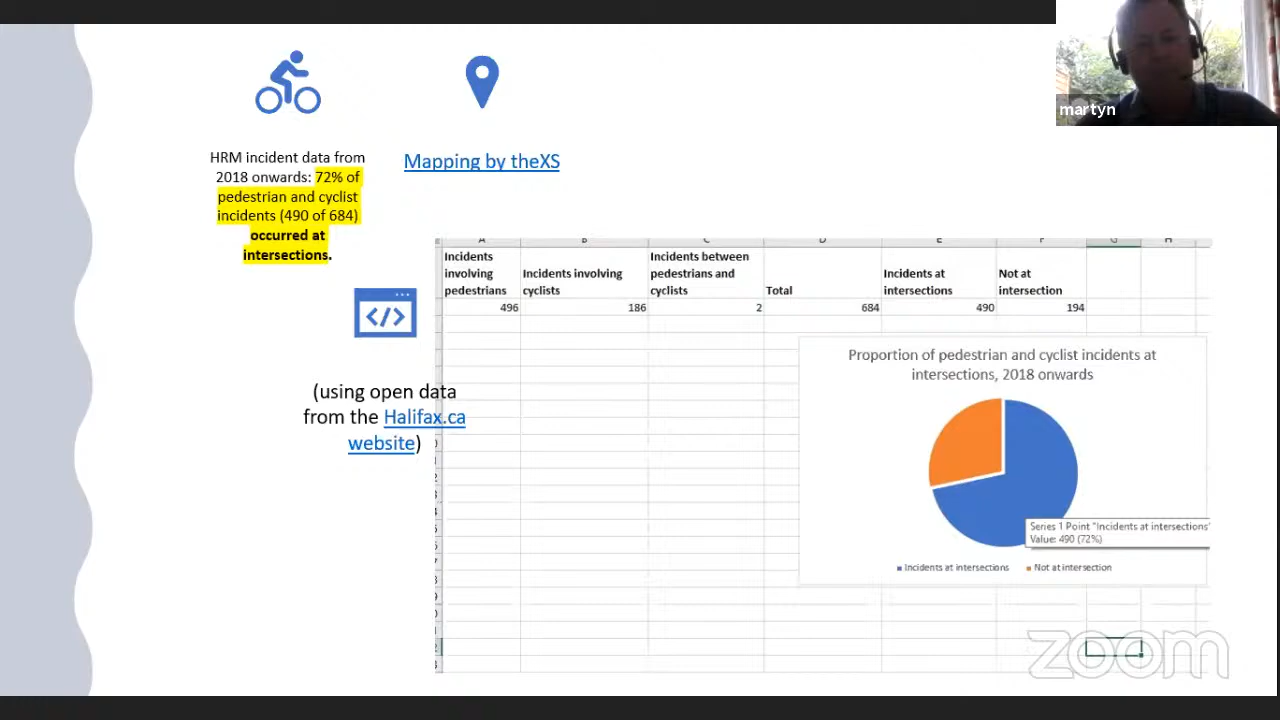 martyn
HRM incident data from
2018 onwards: 72% of
pedestrian and cyclist
incidents (490 of 684)
occurred at
intersections.
Mapping by theXS
</>
(using open data
from the Halifax.ca
website)
A B C D E F G H
Incidents
involving
pedestrians
Incidents involving
cyclists
Incidents between
pedestrians and
cyclists
Total
Incidents at
intersections
Not at
intersection
496 186 2 684 490 194
Proportion of pedestrian and cyclist incidents at
intersections, 2018 onwards
Series 1 Point "Incidents at intersections"
Value: 490 (72%)
Incidents at intersections
Not at intersection
zoom